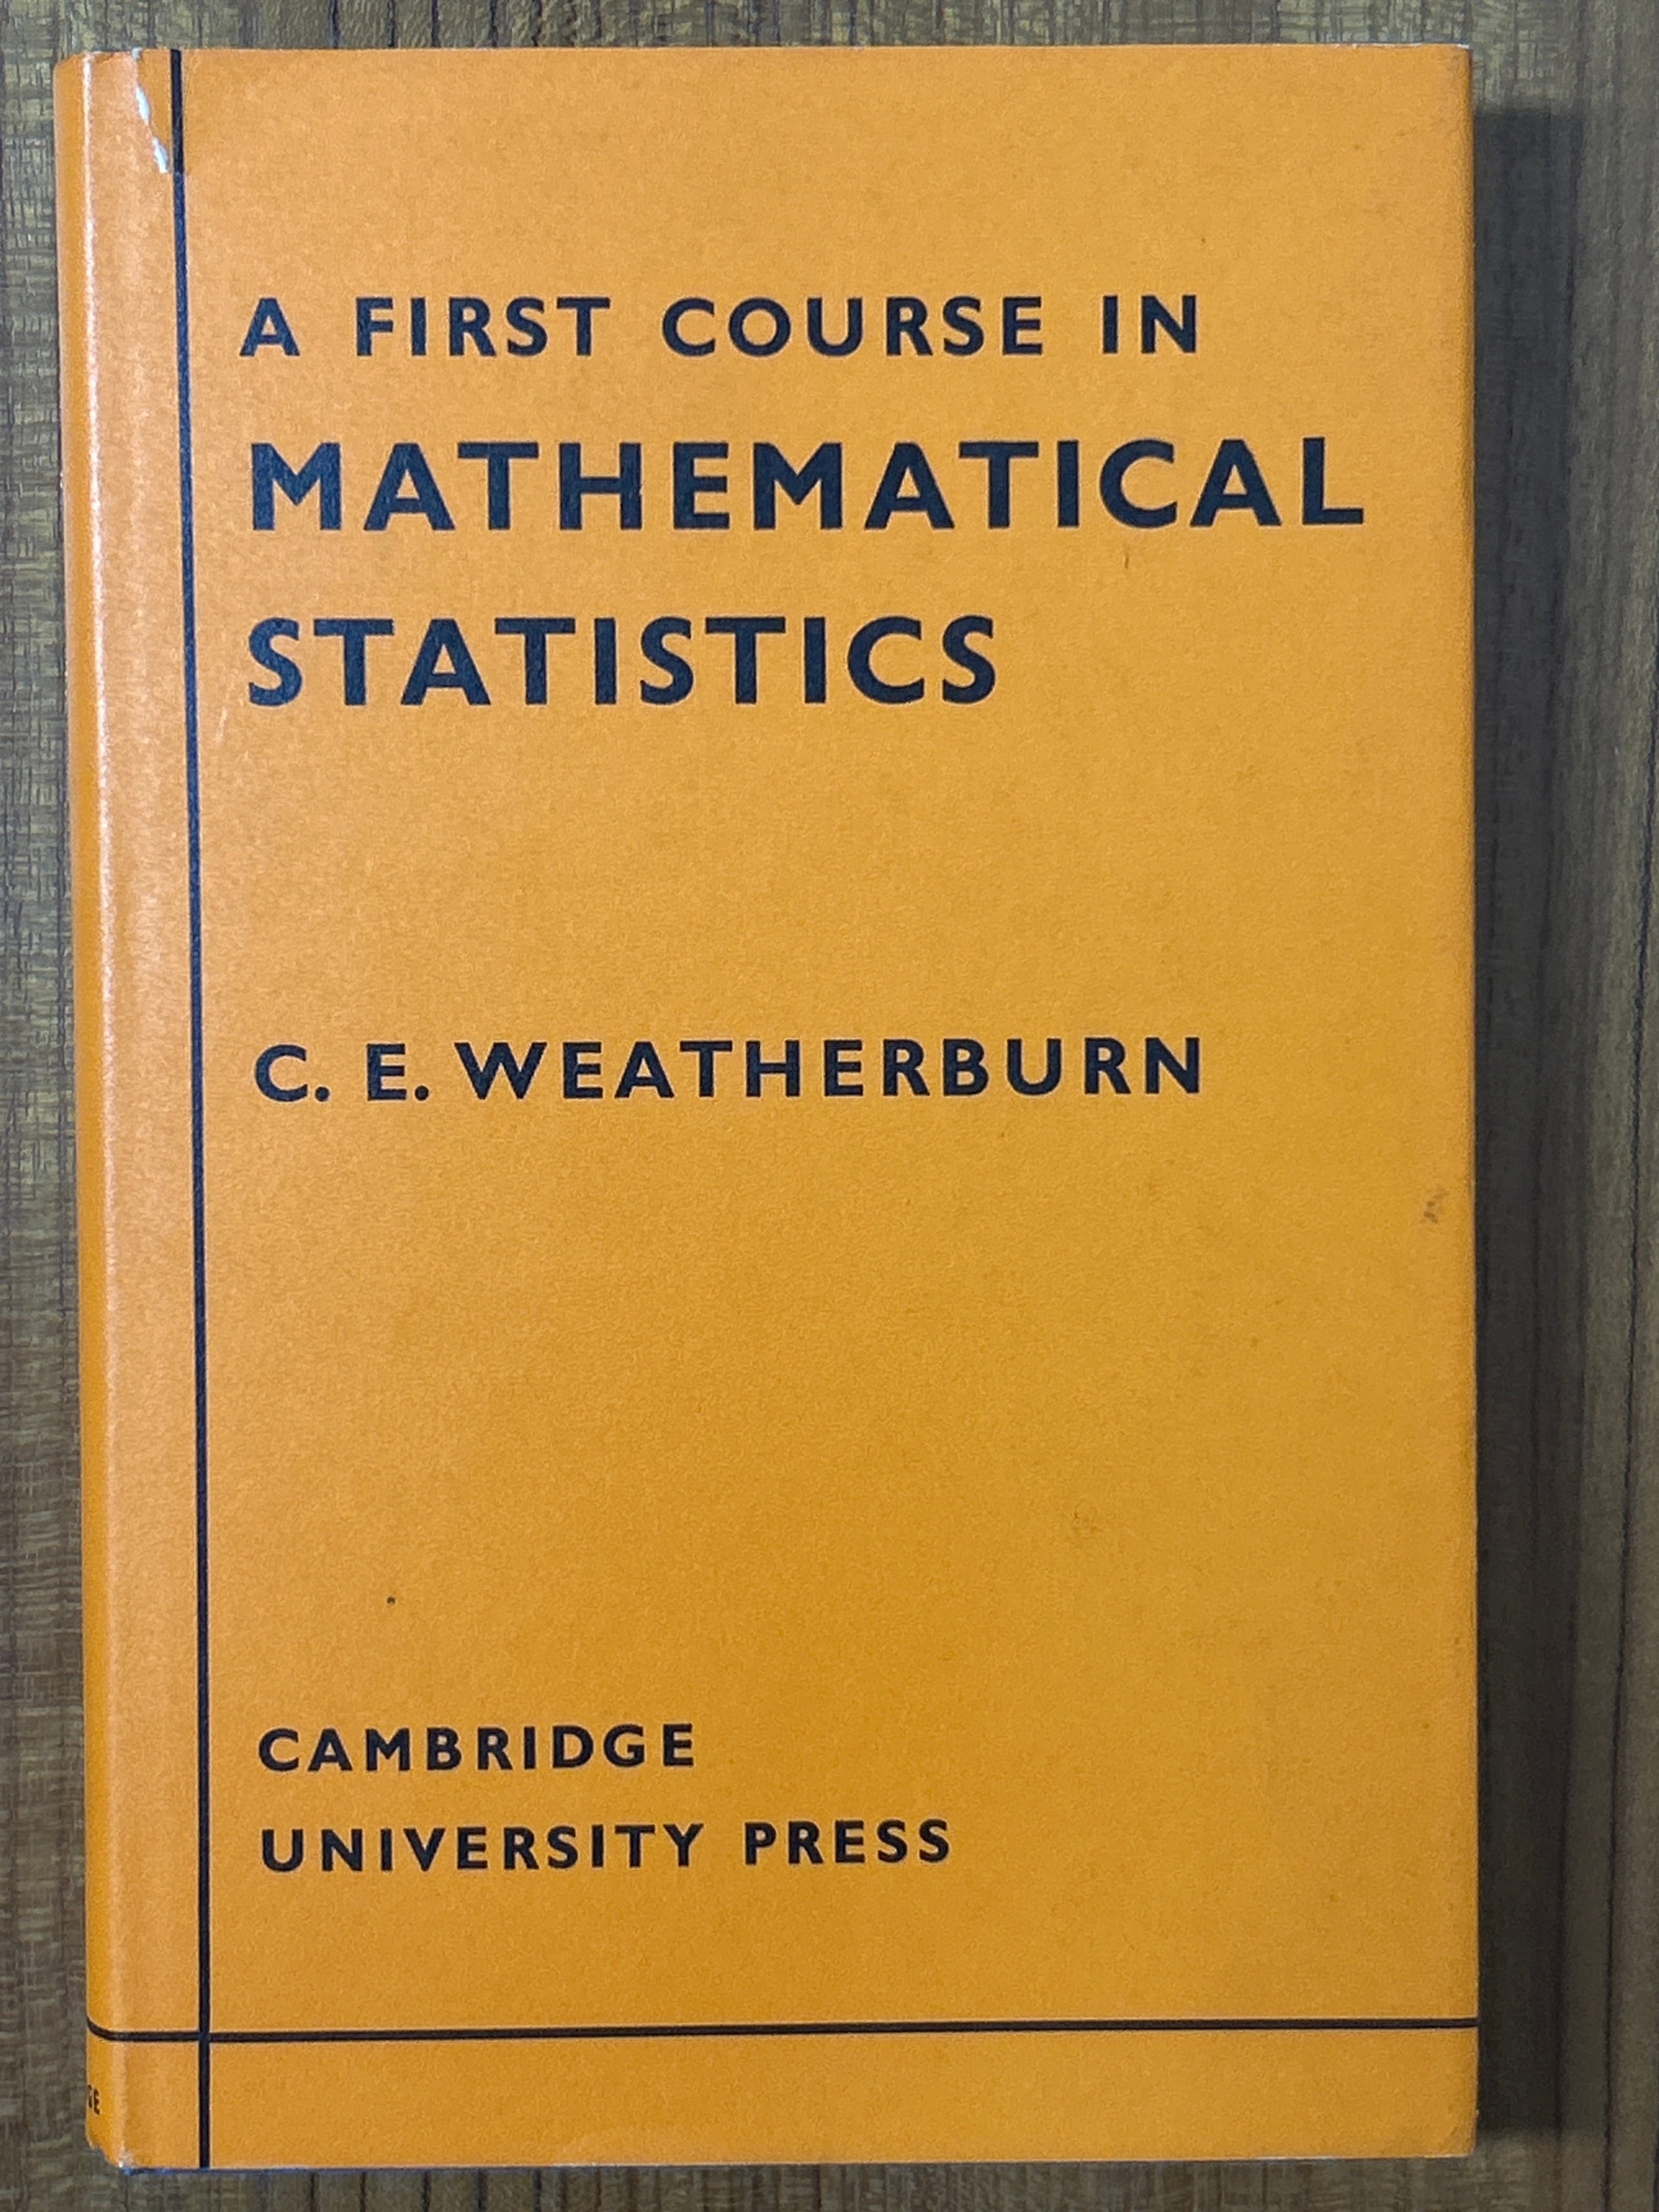 A FIRST COURSE IN
MATHEMATICAL
STATISTICS
C. E. WEATHERBURN
CAMBRIDGE
UNIVERSITY PRESS